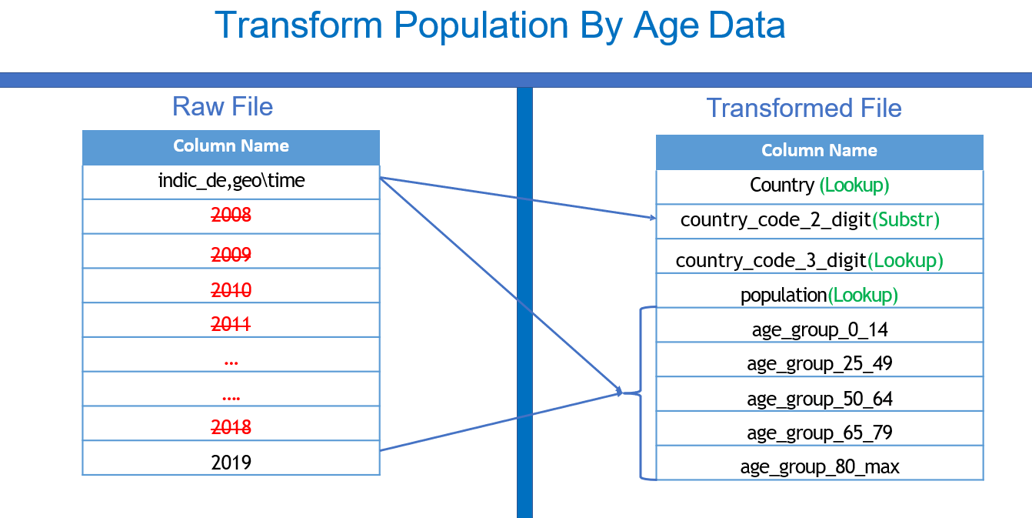 Transform Population By Age Data
Raw File
Column Name
indic_de,geo\time
2008
2009
2010
2011
...
....
2018
2019
Transformed File
Column Name
Country (Lookup)
country_code_2_digit(Substr)
country_code_3_digit(Lookup)
population(Lookup)
age_group_0_14
age_group_25_49
age_group_50_64
age_group_65_79
age_group_80_max